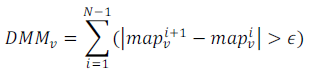 DMM_v = \sum_{i=1}^{N-1} (|map_v^{i+1} - map_v^i| > \epsilon)